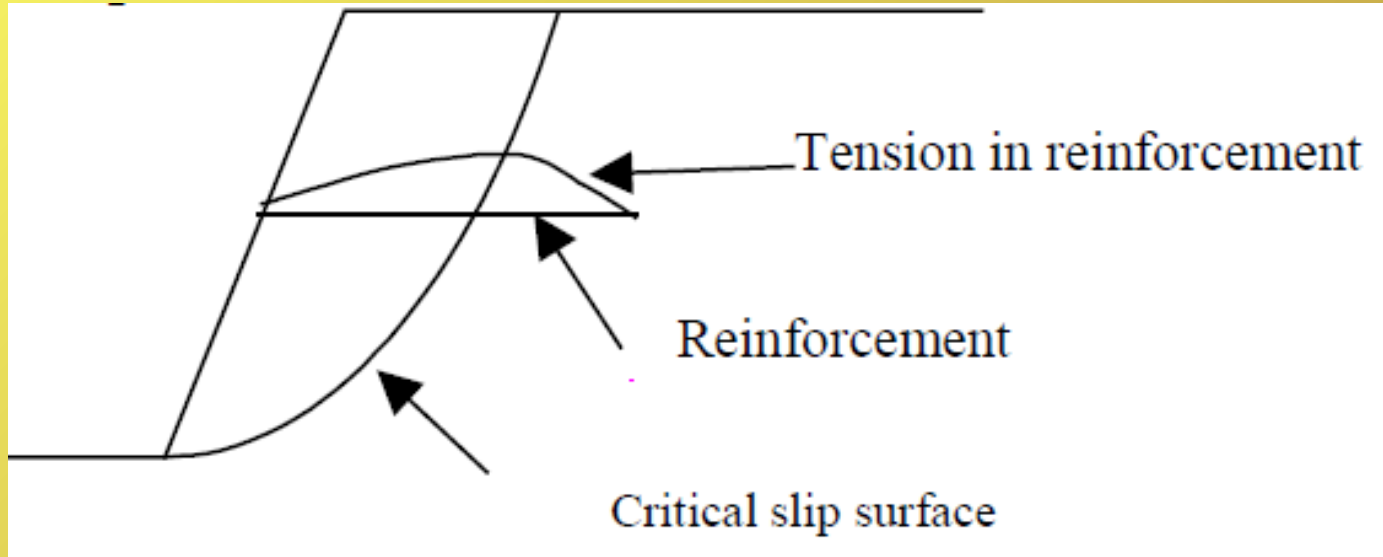 Tension in reinforcement
Reinforcement
Critical slip surface